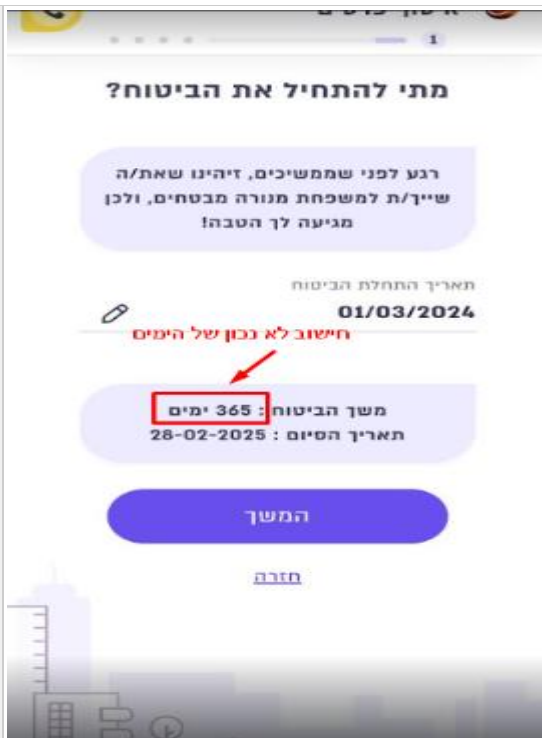 1
מתי להתחיל את הביטוח?
רגע לפני שממשיכים, זיהינו שאת/ה
שייך/ת למשפחת מנורה מבטחים, ולכן
מגיעה לך הטבה!
תאריך התחלת הביטוח
01/03/2024
חישוב לא נכון של הימים
משך הביטוח : 365 ימים
תאריך הסיום : 28-02-2025
המשך
חזרה